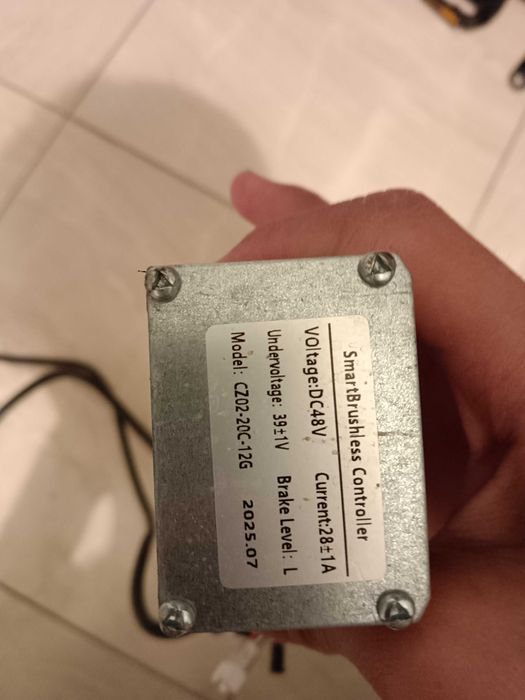 SmartBrushless Controller
VOltage:DC48V Current:28±1A
Undervoltage: 39±1V Brake Level: L
Model: CZ02-20C-12G 2025.07